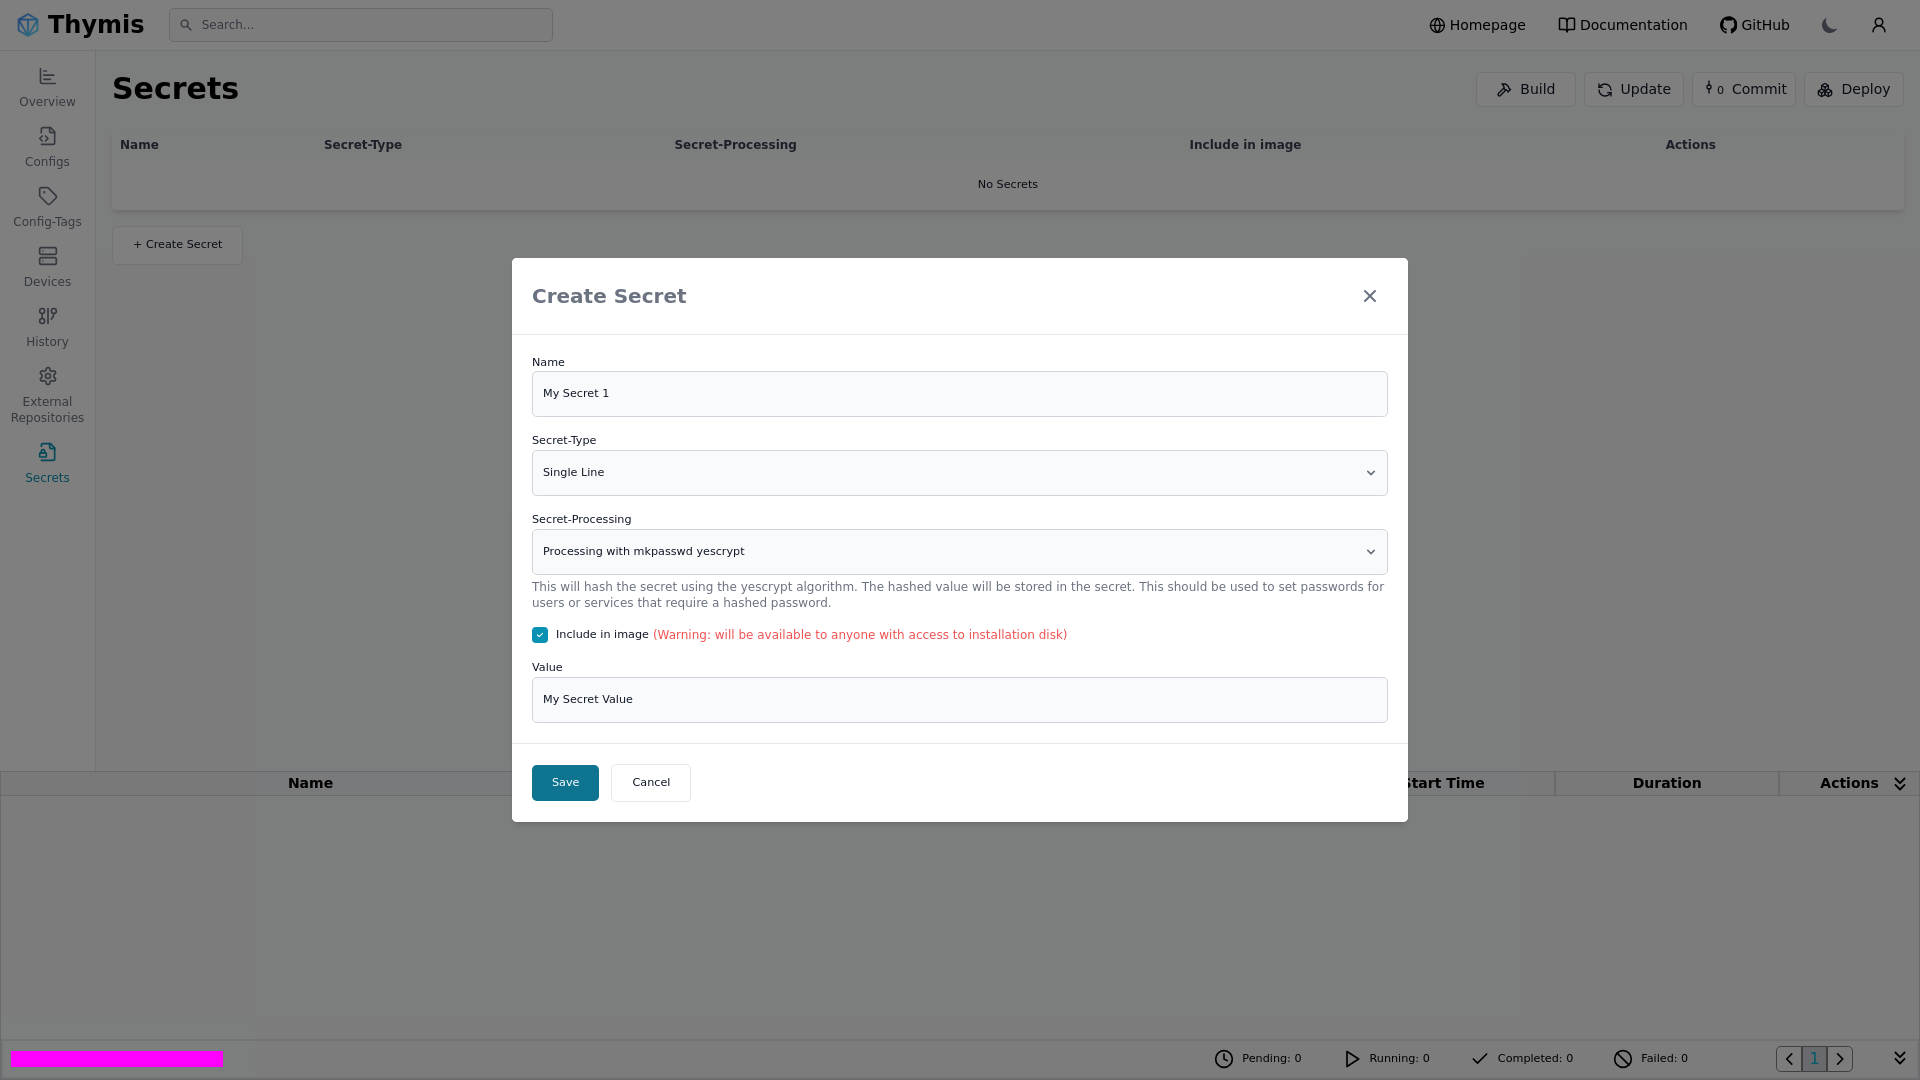 Thymis
Search...
Homepage
Documentation
GitHub
Overview
Configs
Config-Tags
Devices
History
External
Repositories
Secrets
Secrets
Build
Update
0 Commit
Deploy
Name Secret-Type Secret-Processing Include in image Actions
No Secrets
+ Create Secret
Create Secret
Name
My Secret 1
Secret-Type
Single Line
Secret-Processing
Processing with mkpasswd yescrypt
This will hash the secret using the yescrypt algorithm. The hashed value will be stored in the secret. This should be used to set passwords for
users or services that require a hashed password.
Include in image (Warning: will be available to anyone with access to installation disk)
Value
My Secret Value
Save
Cancel
Name Start Time Duration Actions
Pending: 0
Running: 0
Completed: 0
Failed: 0
1